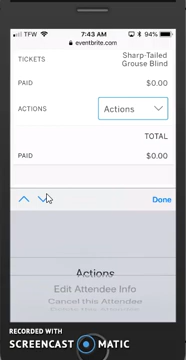 TFW 7:43 AM 94%
eventbrite.com
TICKETS Sharp-Tailed
Grouse Blind
PAID $0.00
ACTIONS Actions
TOTAL
PAID $0.00
Done
Actions
Edit Attendee Info
Cancel this Attendee
RECORDED WITH
SCREENCAST MATIC